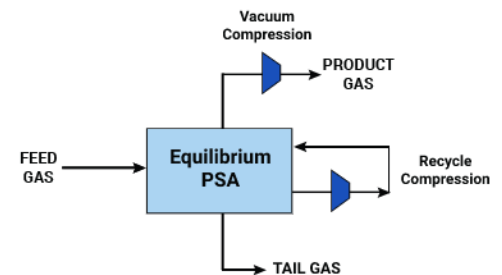 Vacuum
Compression
PRODUCT
GAS
FEED
GAS
Equilibrium
PSA
Recycle
Compression
TAIL GAS